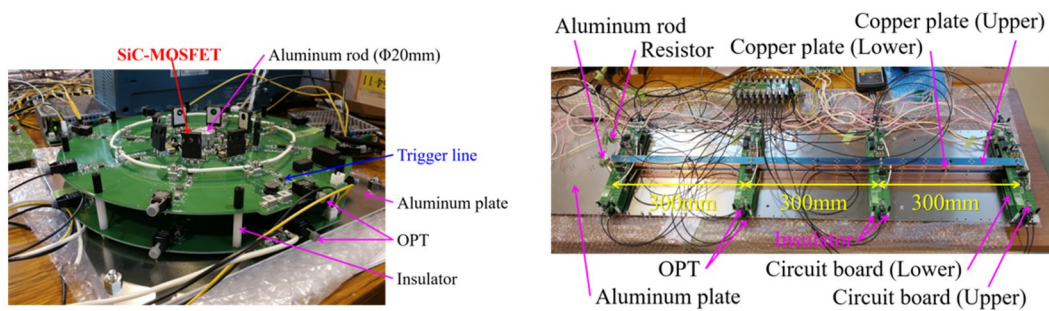 SiC-MOSFET
Aluminum rod (Φ20mm)
Trigger line
Aluminum plate
OPT
Insulator
Aluminum rod
Resistor
Copper plate (Lower)
Copper plate (Upper)
300mm
300mm
300mm
Insulator
OPT
Circuit board (Lower)
Aluminum plate
Circuit board (Upper)